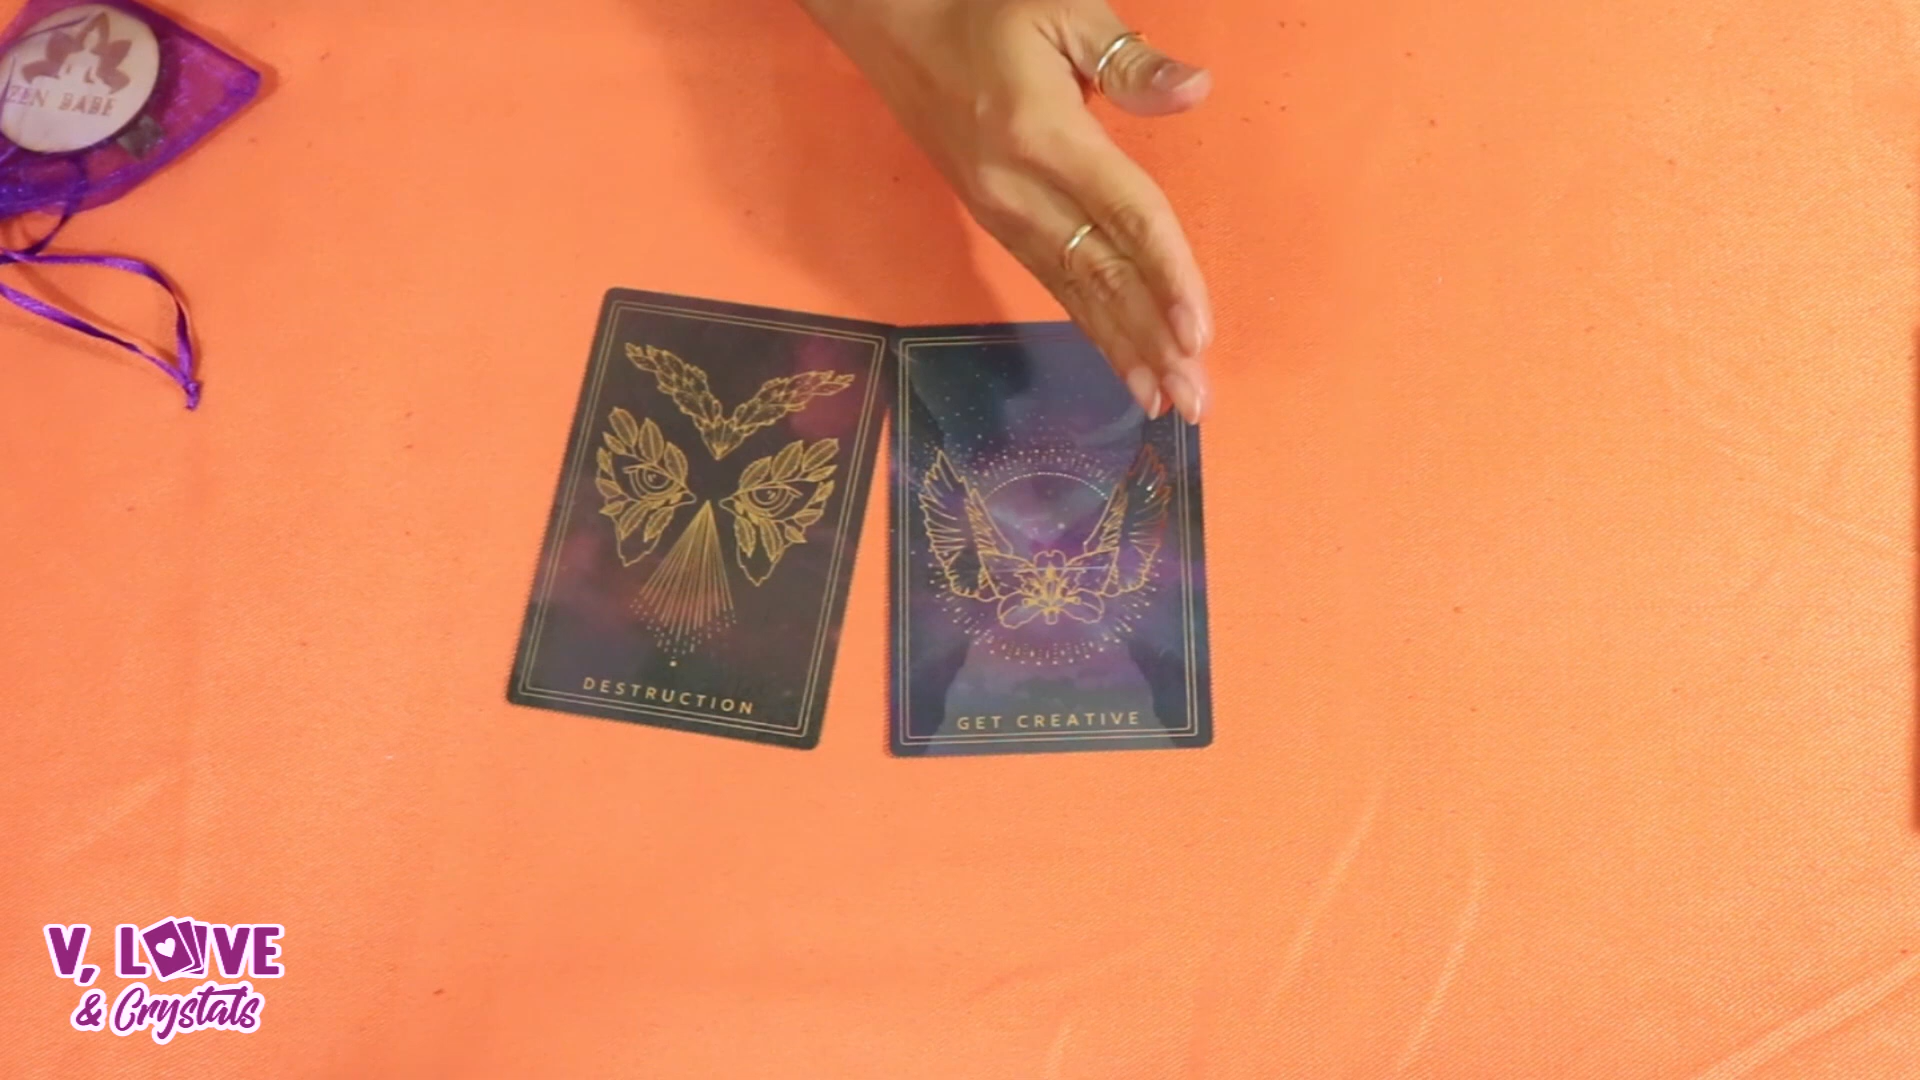 ZEN BABE
DESTRUCTION
GET CREATIVE
V, LOVE
& Crystals